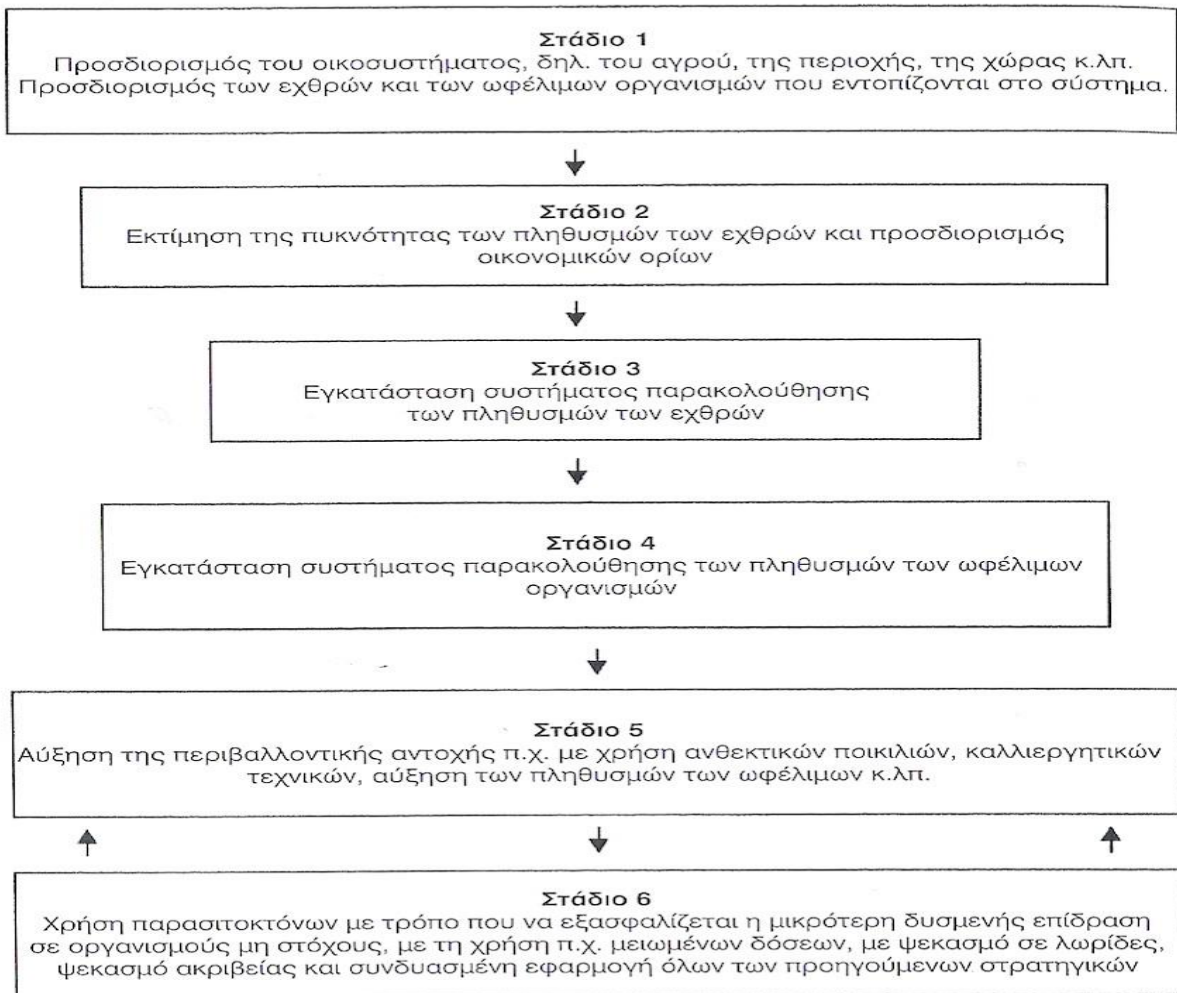 Στάδιο 1
Προσδιορισμός του οικοσυστήματος, δηλ. του αγρού, της περιοχής, της χώρας κ.λπ.
Προσδιορισμός των εχθρών και των ωφέλιμων οργανισμών που εντοπίζονται στο σύστημα.
Στάδιο 2
Εκτίμηση της πυκνότητας των πληθυσμών των εχθρών και προσδιορισμός
οικονομικών ορίων
Στάδιο 3
Εγκατάσταση συστήματος παρακολούθησης
των πληθυσμών των εχθρών
Στάδιο 4
Εγκατάσταση συστήματος παρακολούθησης των πληθυσμών των ωφέλιμων
οργανισμών
Στάδιο 5
Αύξηση της περιβαλλοντικής αντοχής π.χ. με χρήση ανθεκτικών ποικιλιών, καλλιεργητικών
τεχνικών, αύξηση των πληθυσμών των ωφέλιμων κ.λπ.
Στάδιο 6
Χρήση παρασιτοκτόνων με τρόπο που να εξασφαλίζεται η μικρότερη δυσμενής επίδραση
σε οργανισμούς μη στόχους, με τη χρήση π.χ. μειωμένων δόσεων, με ψεκασμό σε λωρίδες,
ψεκασμό ακριβείας και συνδυασμένη εφαρμογή όλων των προηγούμενων στρατηγικών